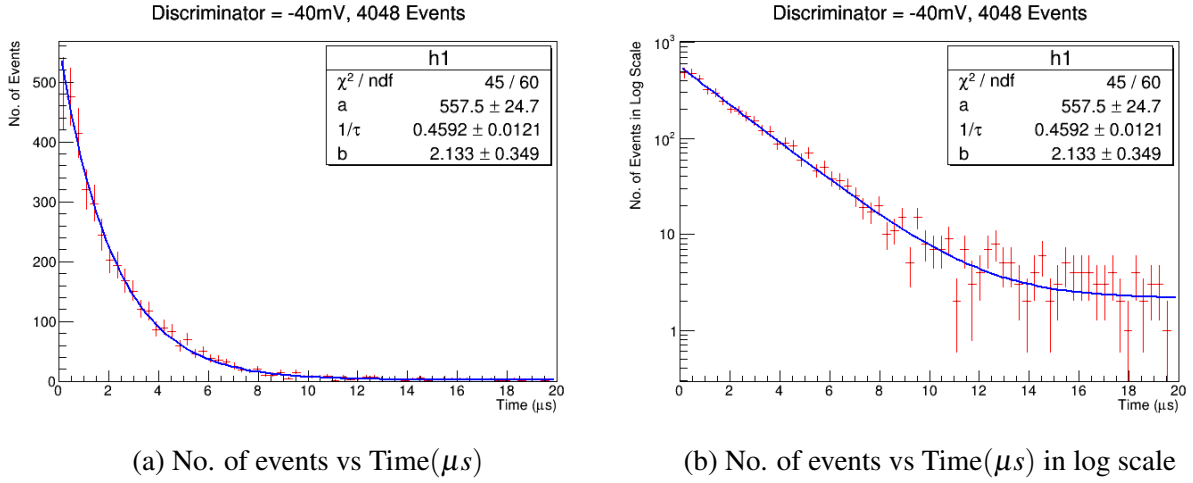 Discriminator = -40mV, 4048 Events
No. of Events
h1
χ² / ndf 45 / 60
a 557.5 ± 24.7
1/τ 0.4592 ± 0.0121
b 2.133 ± 0.349
500
400
300
200
100
0
0 2 4 6 8 10 12 14 16 18 20
Time (μs)
(a) No. of events vs Time(μs)
Discriminator = -40mV, 4048 Events
No. of Events in Log Scale
h1
χ² / ndf 45 / 60
a 557.5 ± 24.7
1/τ 0.4592 ± 0.0121
b 2.133 ± 0.349
10³
10²
10
1
0 2 4 6 8 10 12 14 16 18 20
Time (μs)
(b) No. of events vs Time(μs) in log scale